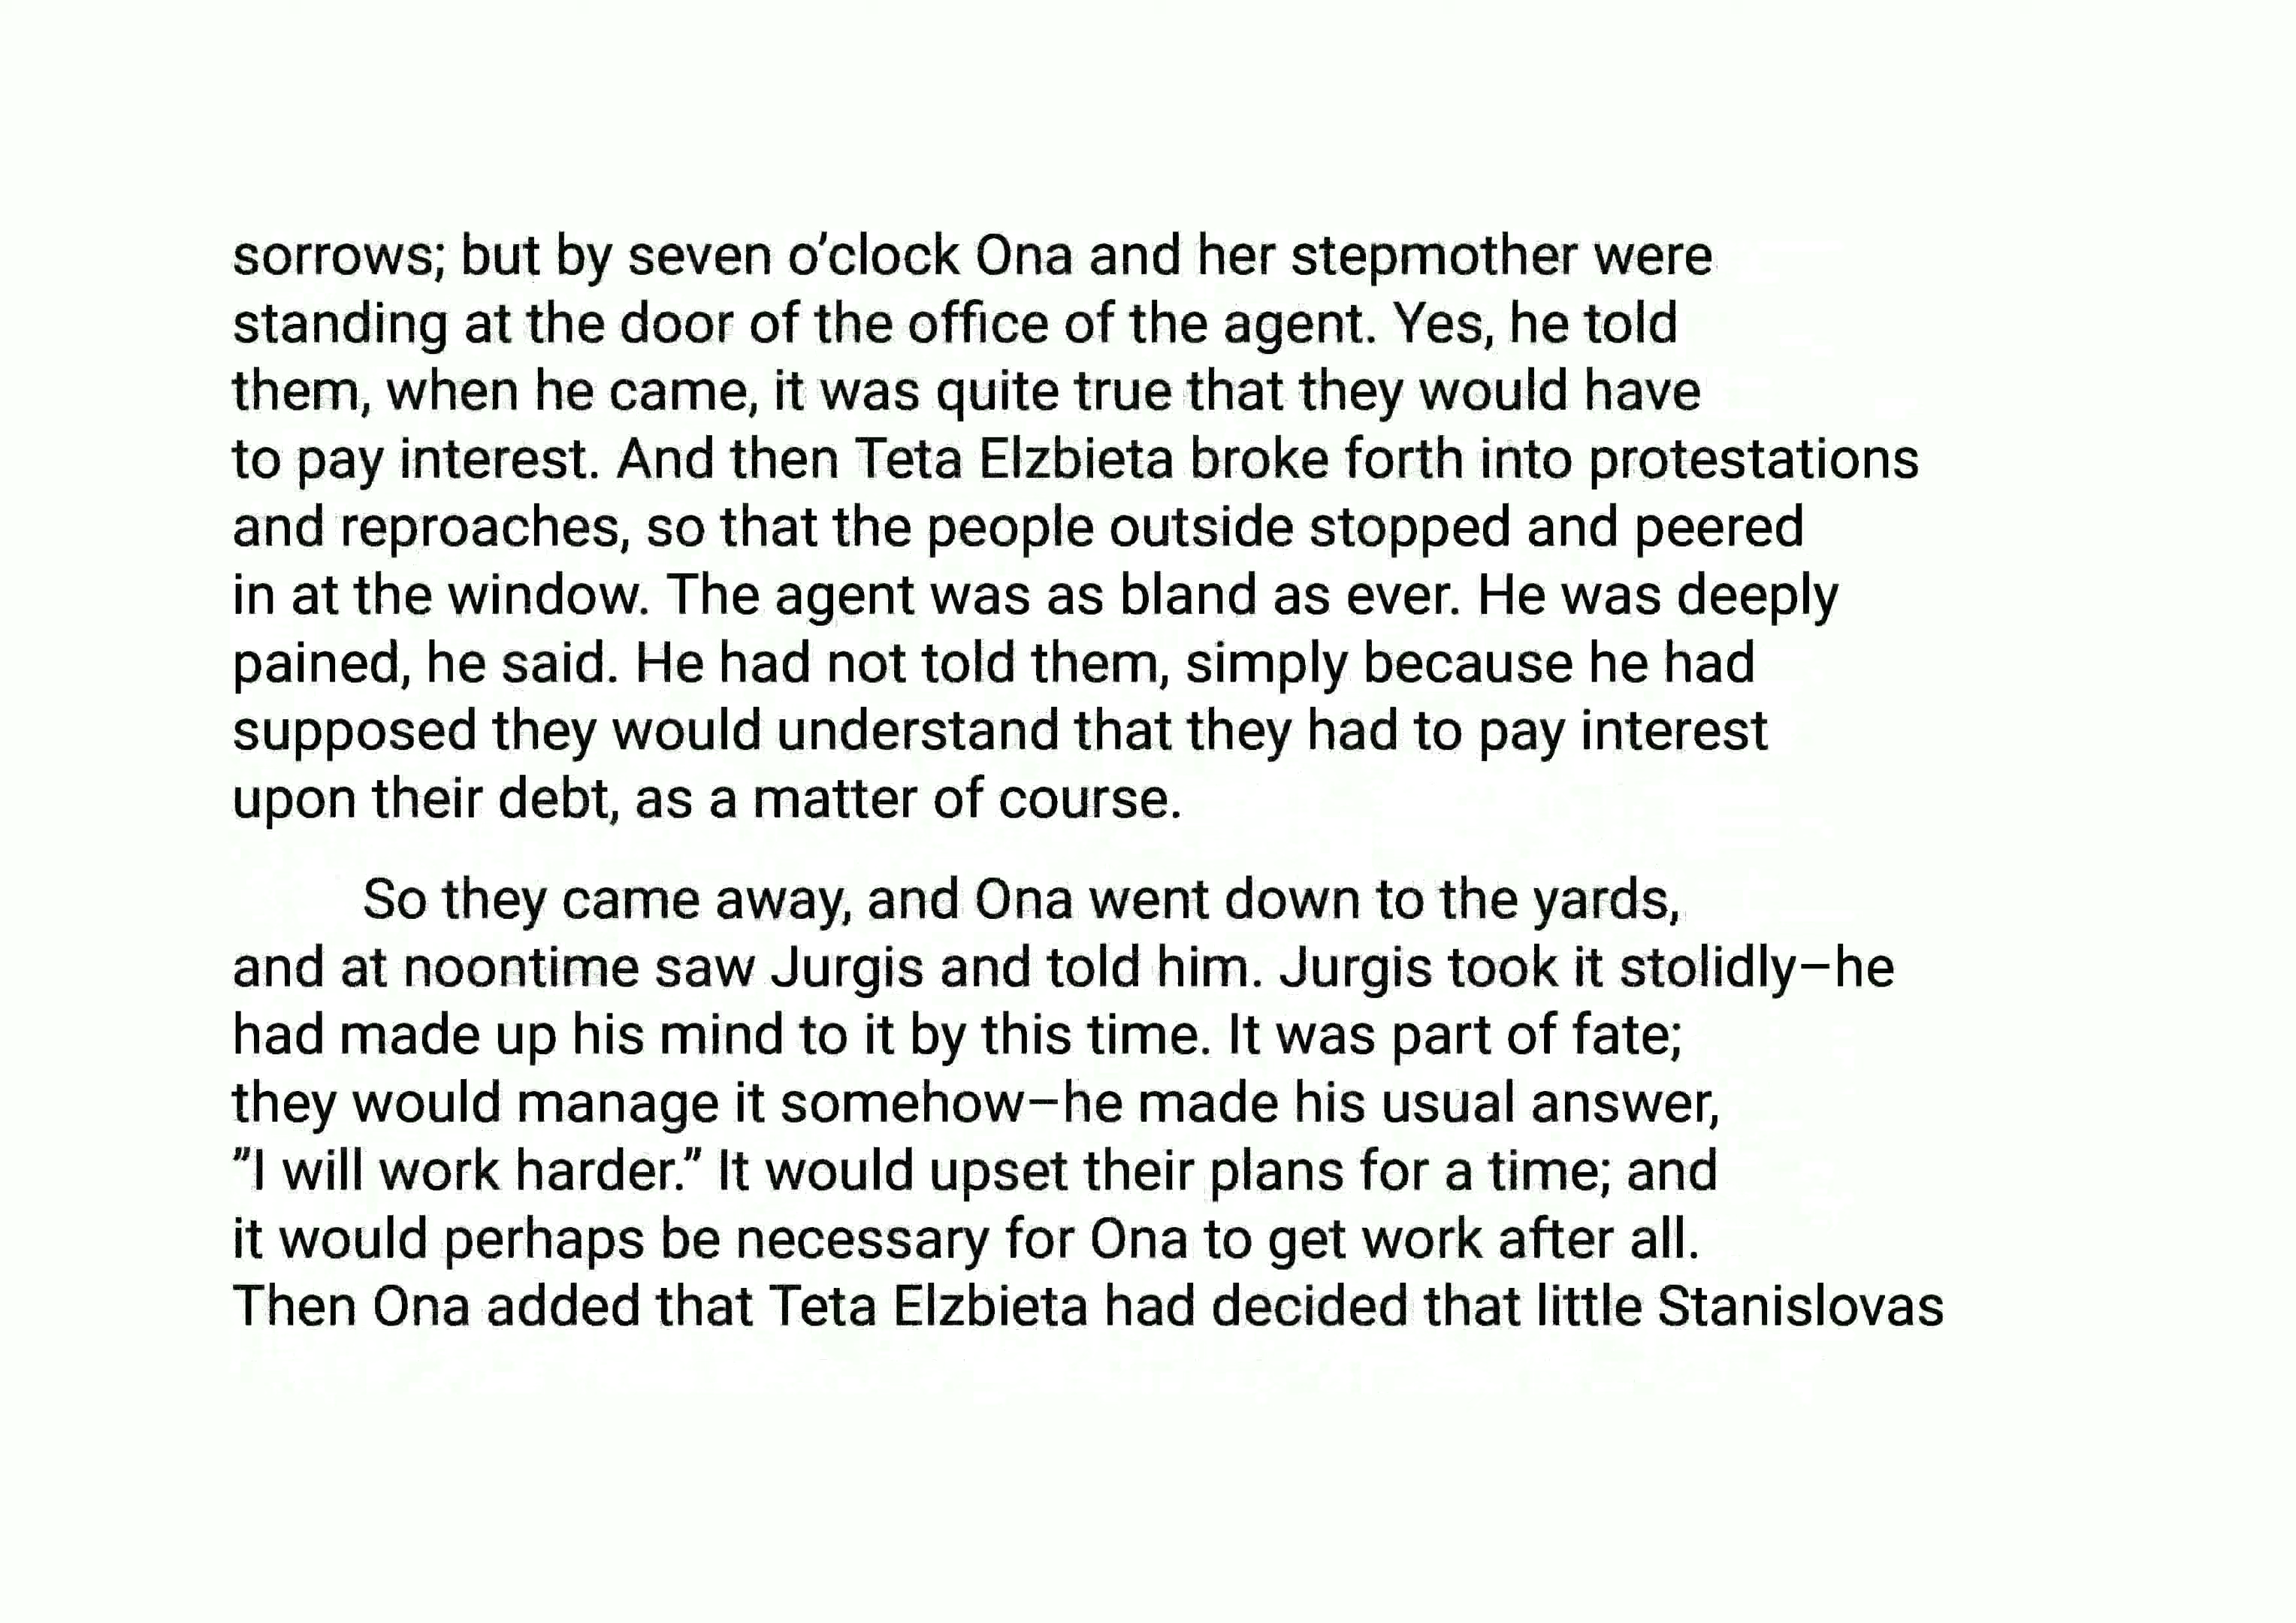 sorrows; but by seven o’clock Ona and her stepmother were
standing at the door of the office of the agent. Yes, he told
them, when he came, it was quite true that they would have
to pay interest. And then Teta Elzbieta broke forth into protestations
and reproaches, so that the people outside stopped and peered
in at the window. The agent was as bland as ever. He was deeply
pained, he said. He had not told them, simply because he had
supposed they would understand that they had to pay interest
upon their debt, as a matter of course.
So they came away, and Ona went down to the yards,
and at noontime saw Jurgis and told him. Jurgis took it stolidly–he
had made up his mind to it by this time. It was part of fate;
they would manage it somehow–he made his usual answer,
”I will work harder.” It would upset their plans for a time; and
it would perhaps be necessary for Ona to get work after all.
Then Ona added that Teta Elzbieta had decided that little Stanislovas